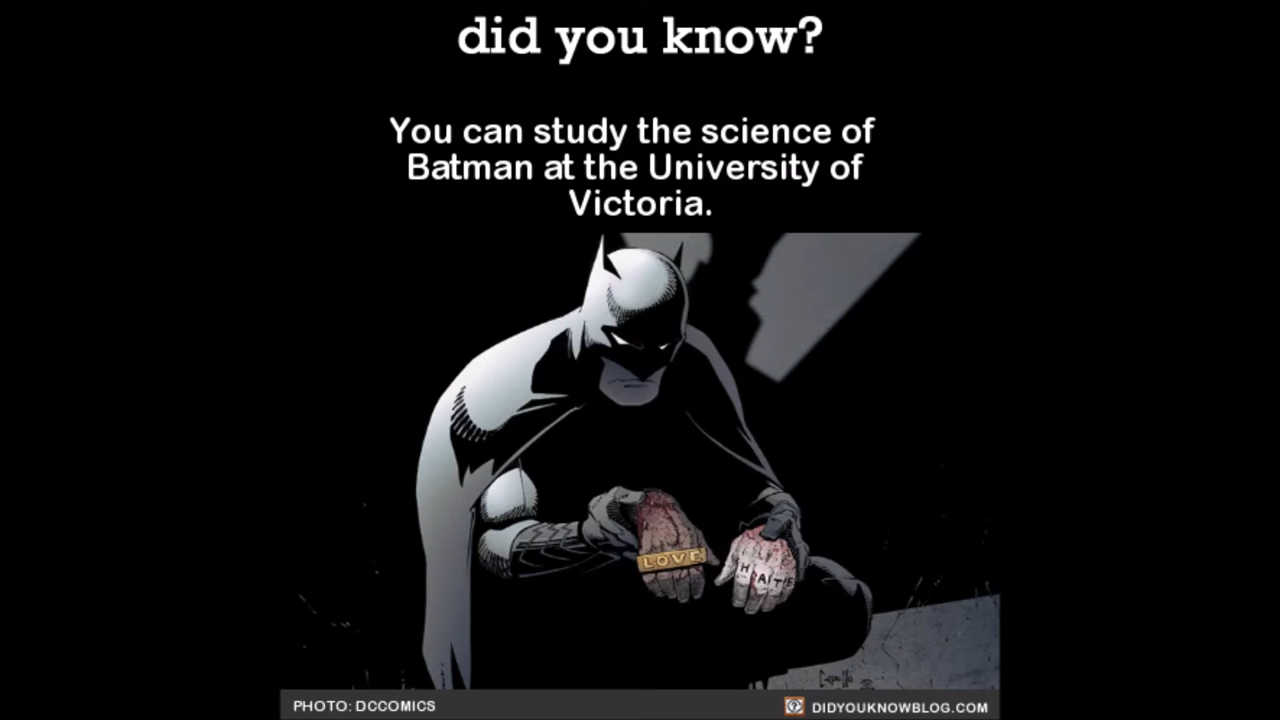 did you know?
You can study the science of
Batman at the University of
Victoria.
LOVE
HATE
PHOTO: DCCOMICS
DIDYOUKNOWBLOG.COM